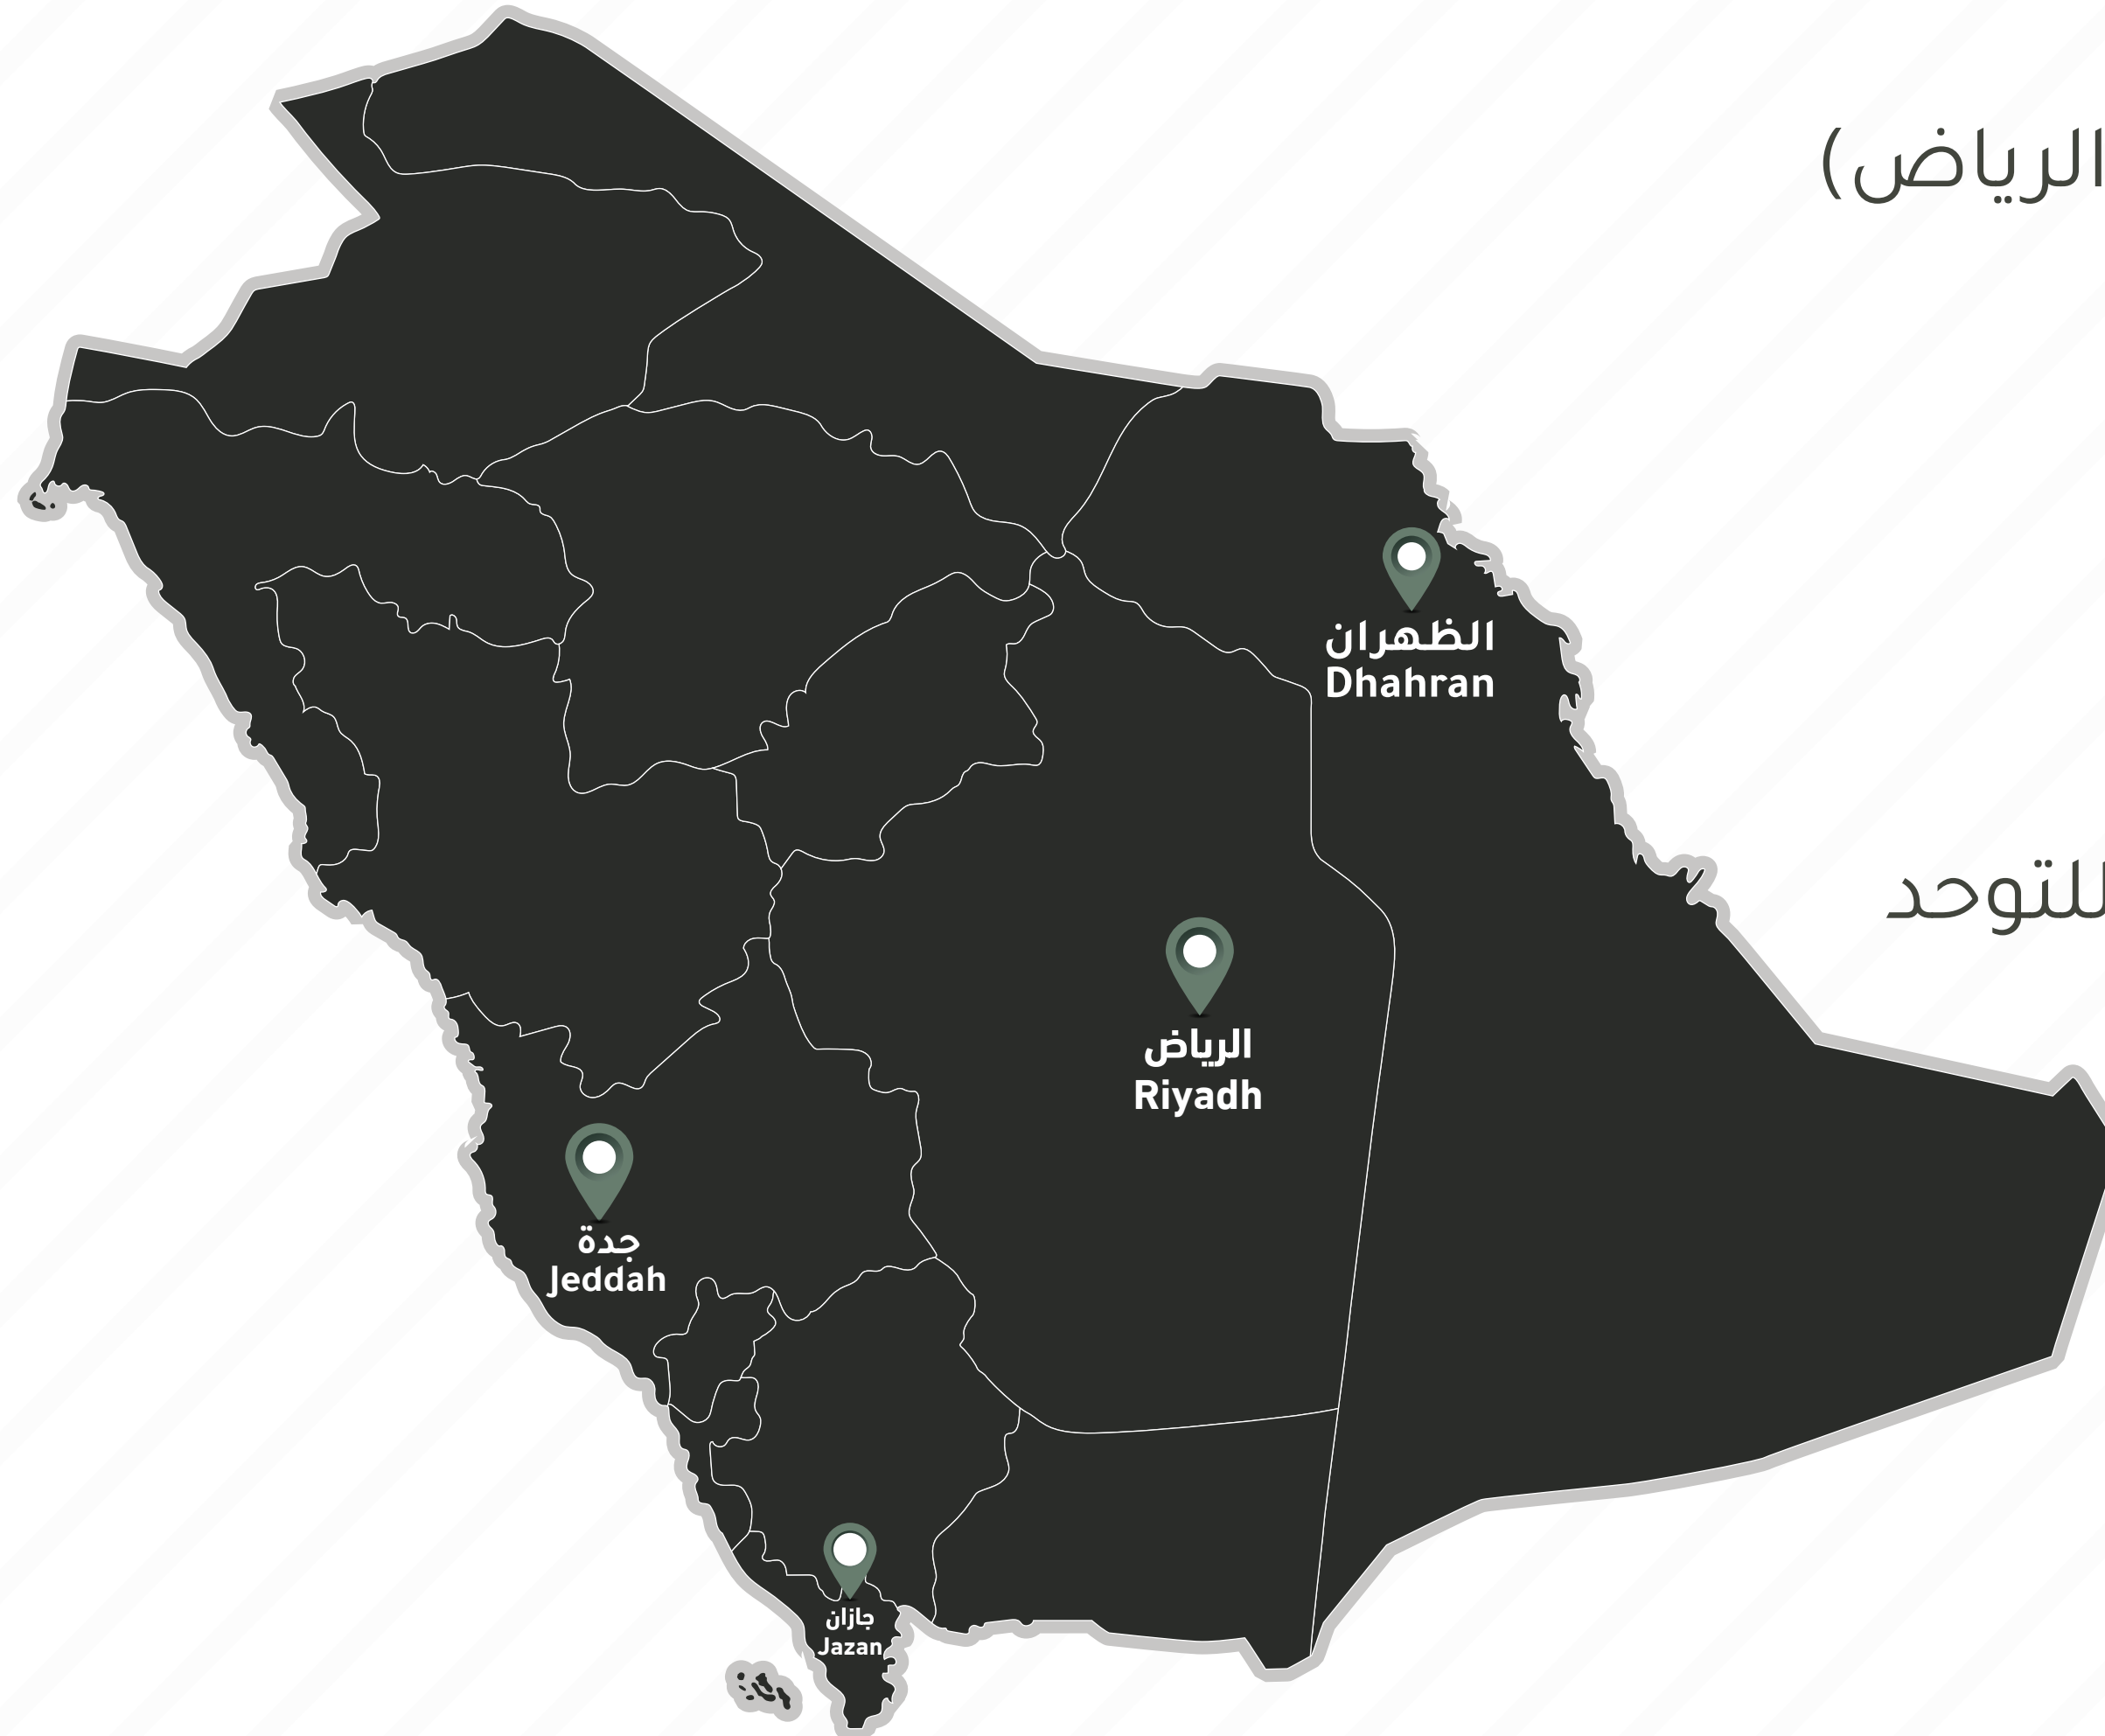 الرياض)
الظهران
Dhahran
للتوحد
الرياض
Riyadh
جدة
Jeddah
جازان
Jazan